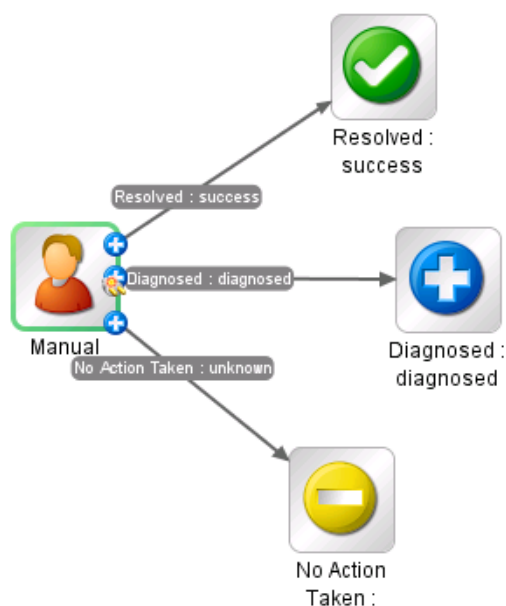 Resolved :
success
Resolved : success
Diagnosed : diagnosed
Manual
Diagnosed :
diagnosed
No Action Taken : unknown
No Action
Taken :